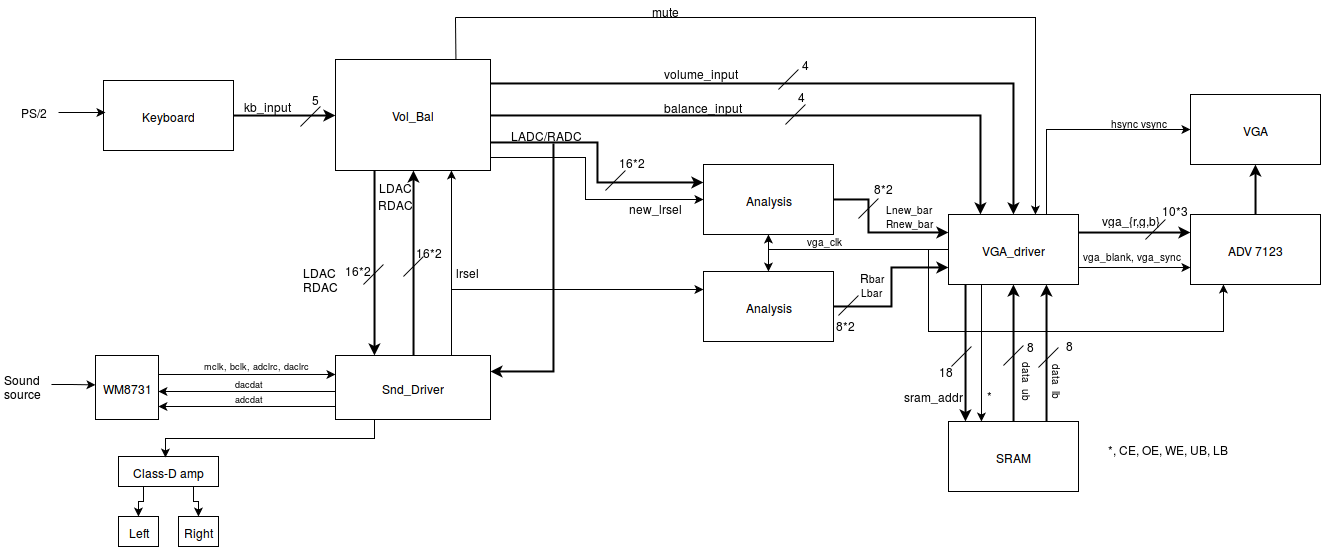 mute
volume_input
4
balance_input
4
PS/2
Keyboard
kb_input
5
Vol_Bal
LADC/RADC
16*2
new_lrsel
Analysis
8*2
Lnew_bar
Rnew_bar
hsync vsync
VGA
LDAC
RDAC
16*2
LDAC
RDAC
16*2
lrsel
vga_clk
Analysis
Rbar
Lbar
8*2
VGA_driver
vga_{r,g,b}
10*3
vga_blank, vga_sync
ADV 7123
Sound
source
WM8731
mclk, bclk, adclrc, daclrc
dacdat
adcdat
Snd_Driver
18
sram_addr
*
8
data_ub
8
data_lb
SRAM
*, CE, OE, WE, UB, LB
Class-D amp
Left
Right